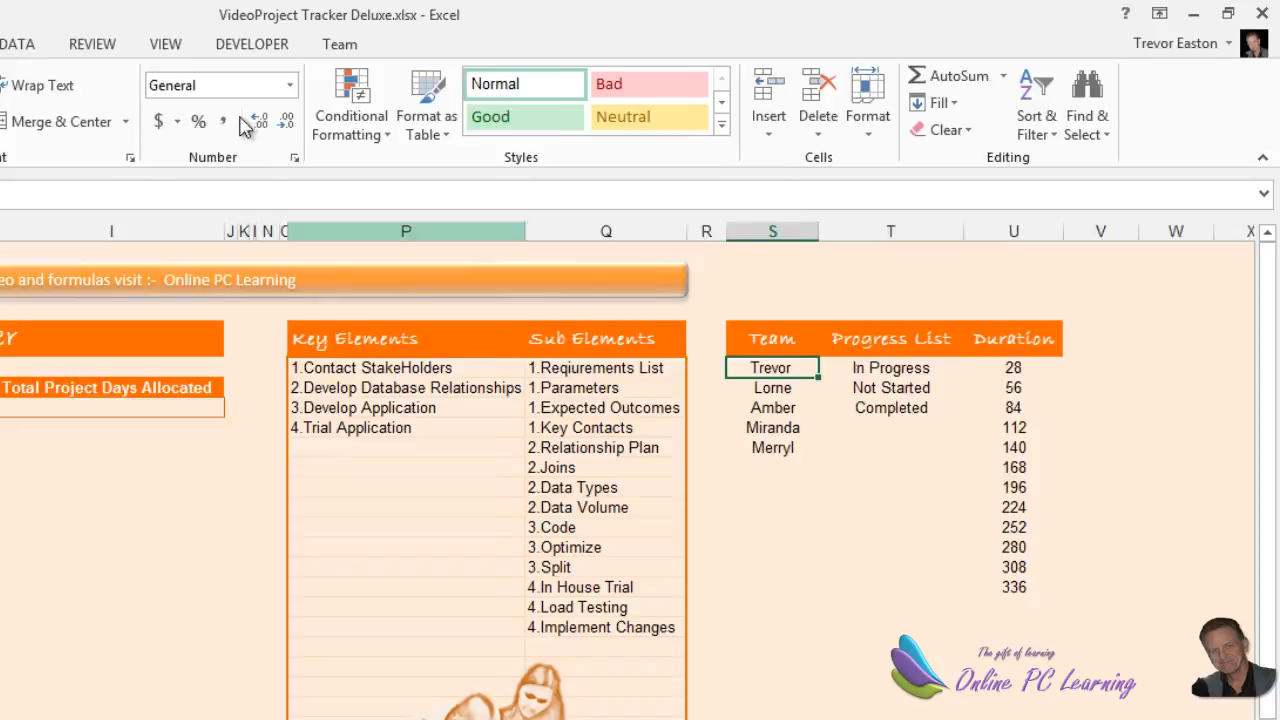 VideoProject Tracker Deluxe.xlsx - Excel
?
DATA REVIEW VIEW DEVELOPER Team
Trevor Easton
Wrap Text
General
Normal Bad
AutoSum
Merge & Center
$ % ,
Conditional Formatting
Format as Table
Good Neutral
Insert Delete Format
Fill
Clear
Sort & Filter
Find & Select
Number Styles Cells Editing
I J K L N O P Q R S T U V W X
eo and formulas visit :- Online PC Learning
er
Key Elements Sub Elements Team Progress List Duration
Total Project Days Allocated
1.Contact StakeHolders 1.Reqiurements List Trevor In Progress 28
2.Develop Database Relationships 1.Parameters Lorne Not Started 56
3.Develop Application 1.Expected Outcomes Amber Completed 84
4.Trial Application 1.Key Contacts Miranda 112
2.Relationship Plan Merryl 140
2.Joins 168
2.Data Types 196
2.Data Volume 224
3.Code 252
3.Optimize 280
3.Split 308
4.In House Trial 336
4.Load Testing
4.Implement Changes
The gift of learning
Online PC Learning